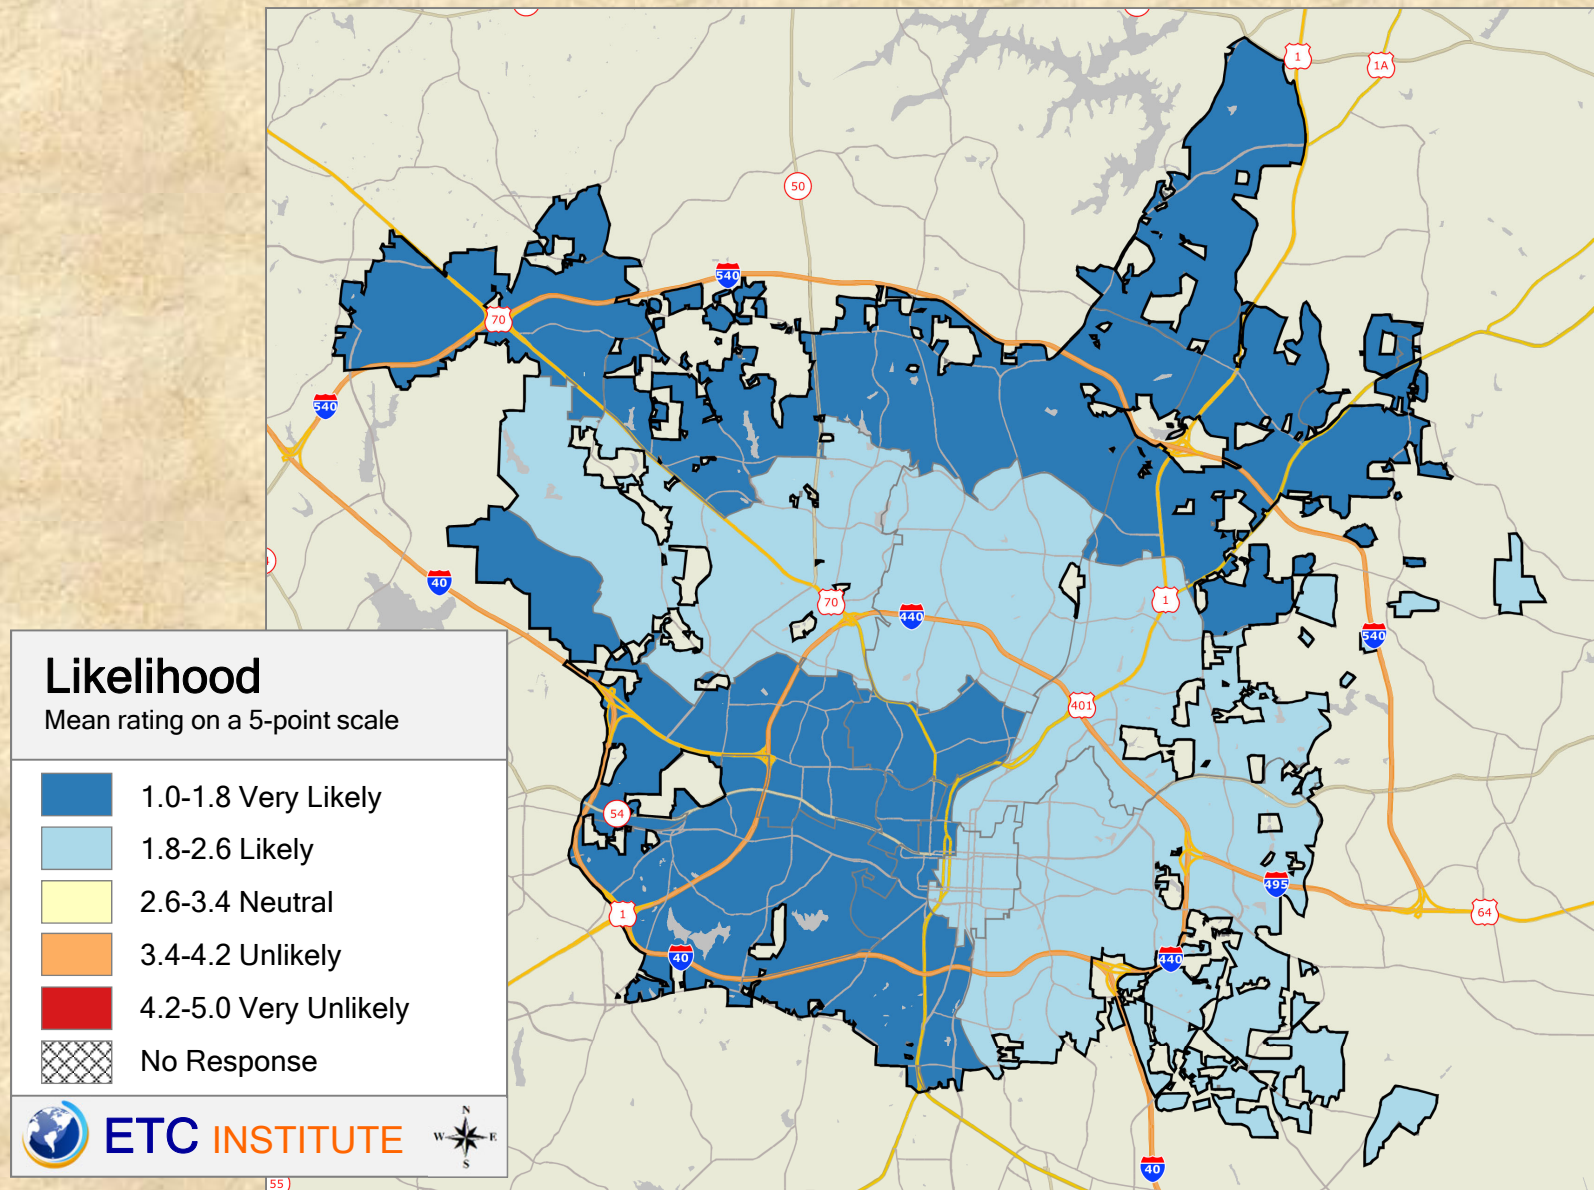 1
1A
50
540
70
540
40
70
440
1
540
401
Likelihood
Mean rating on a 5-point scale
1.0-1.8 Very Likely
1.8-2.6 Likely
2.6-3.4 Neutral
3.4-4.2 Unlikely
4.2-5.0 Very Unlikely
No Response
54
495
1
64
40
440
ETC INSTITUTE
N
W E
S
40
55